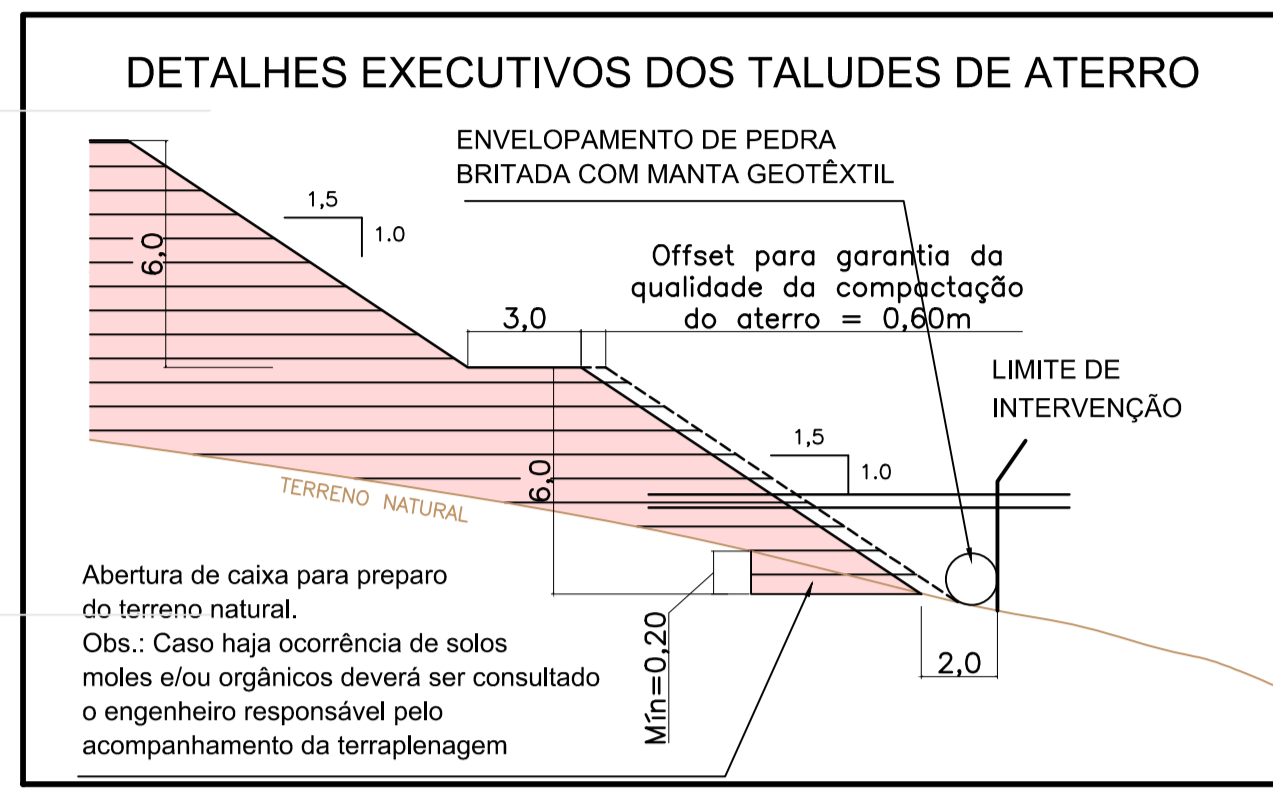 DETALHES EXECUTIVOS DOS TALUDES DE ATERRO
ENVELOPAMENTO DE PEDRA
BRITADA COM MANTA GEOTÊXTIL
1,5
1.0
6,0
Offset para garantia da
qualidade da compactação
do aterro = 0,60m
3,0
LIMITE DE
INTERVENÇÃO
1,5
1.0
6,0
TERRENO NATURAL
Abertura de caixa para preparo
do terreno natural.
Obs.: Caso haja ocorrência de solos
moles e/ou orgânicos deverá ser consultado
o engenheiro responsável pelo
acompanhamento da terraplenagem
Mín=0,20
2,0